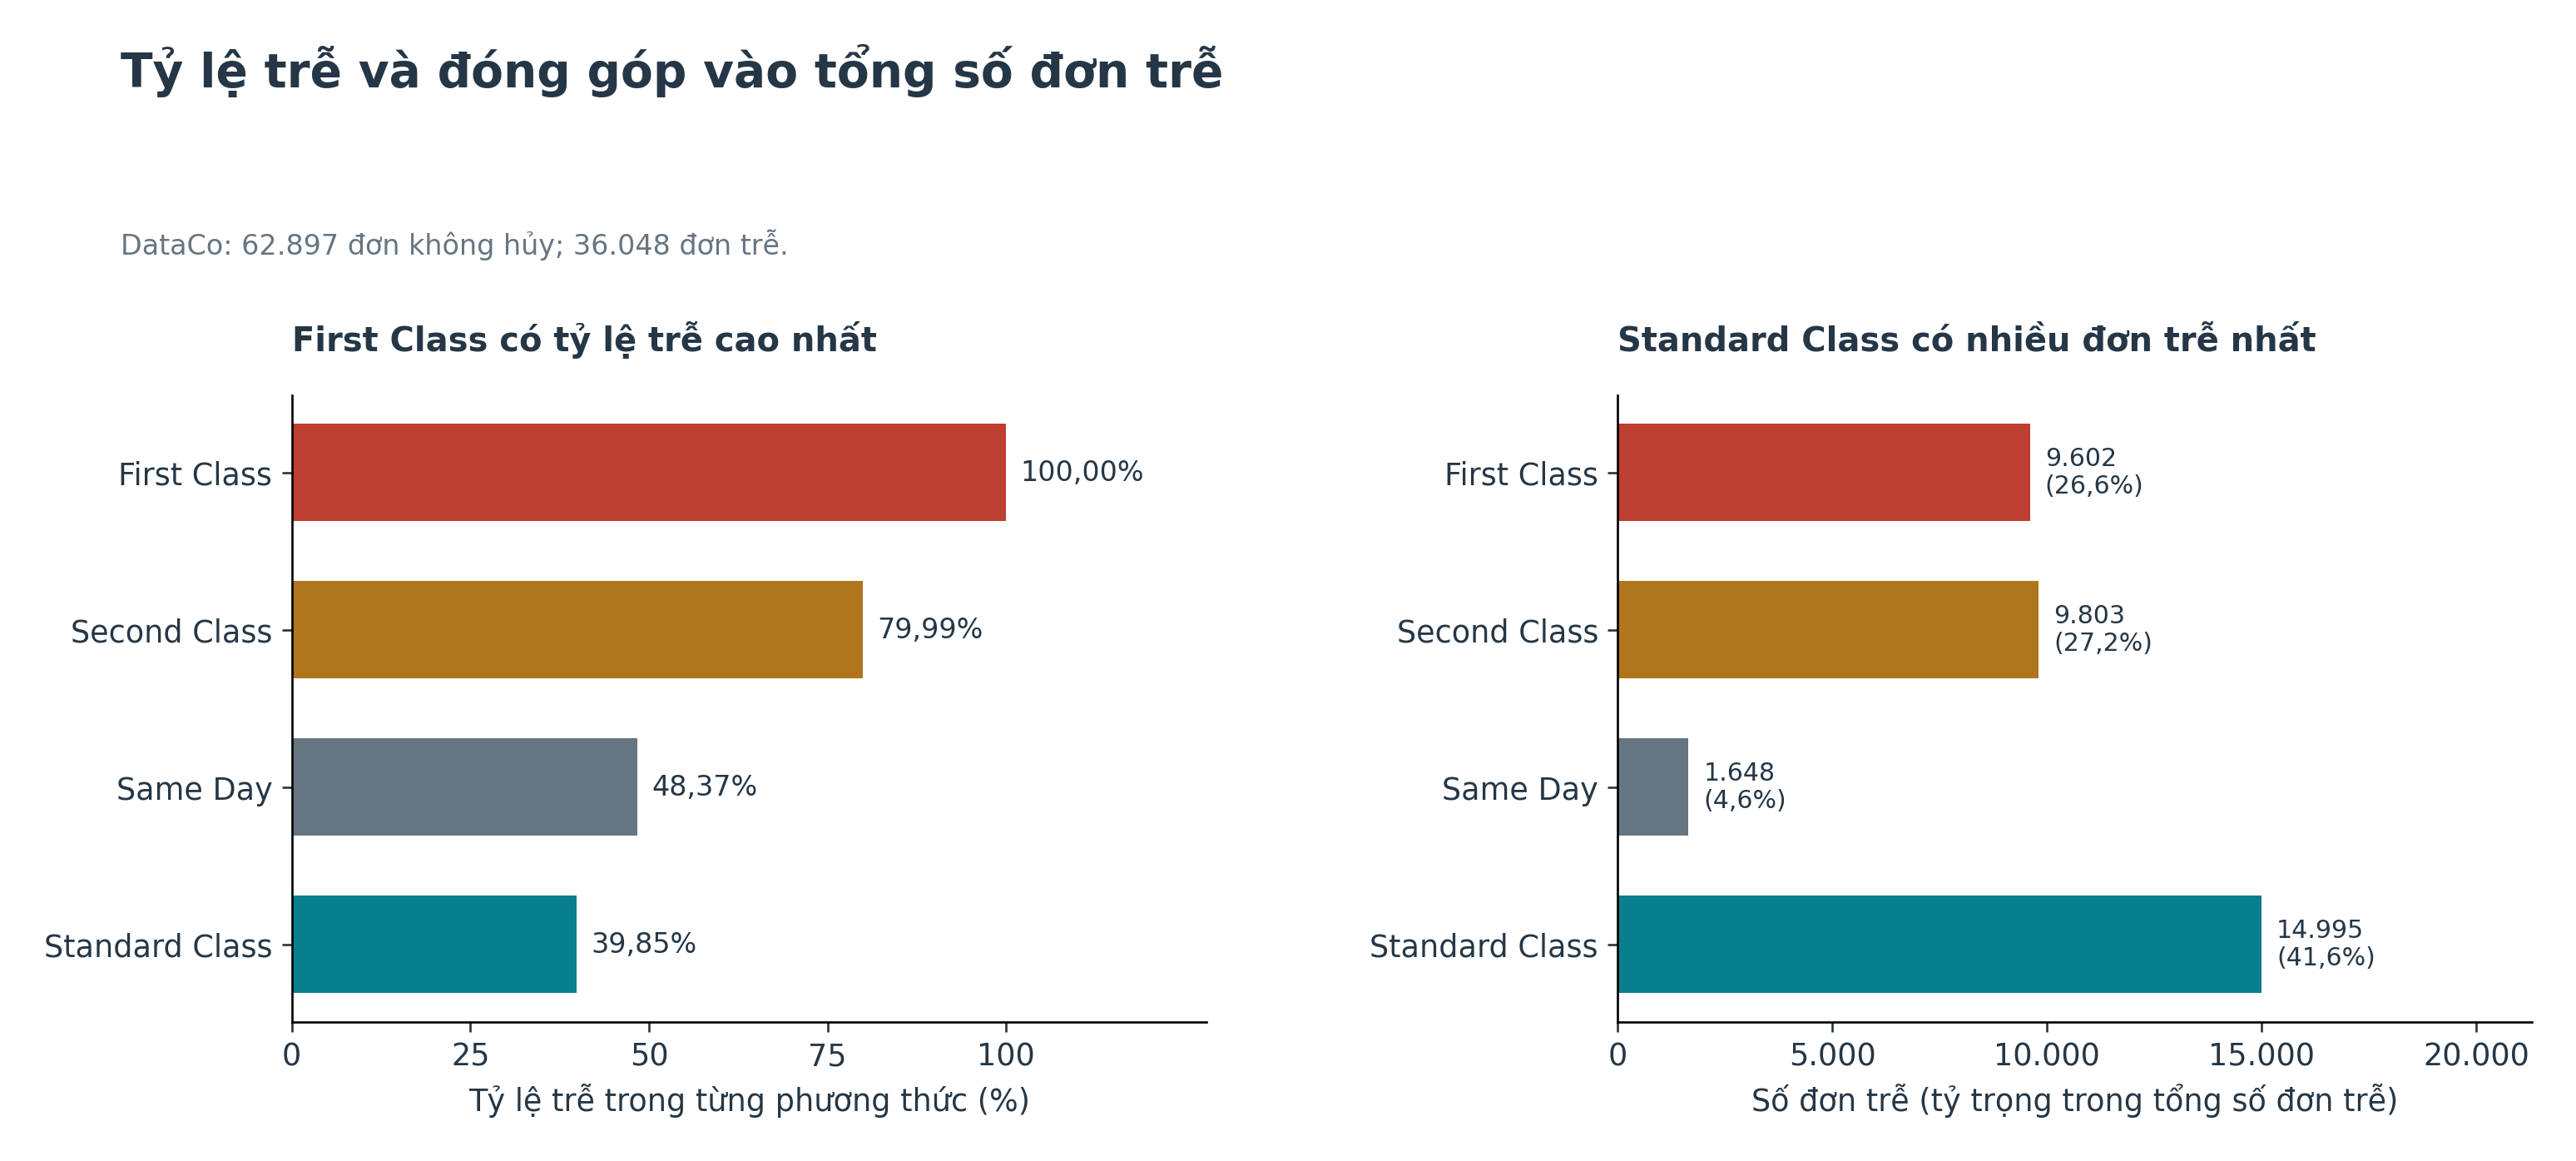 Tỷ lệ trễ và đóng góp vào tổng số đơn trễ
DataCo: 62.897 đơn không hủy; 36.048 đơn trễ.
First Class có tỷ lệ trễ cao nhất
First Class
100,00%
Second Class
79,99%
Same Day
48,37%
Standard Class
39,85%
0 25 50 75 100
Tỷ lệ trễ trong từng phương thức (%)
Standard Class có nhiều đơn trễ nhất
First Class
9.602
(26,6%)
Second Class
9.803
(27,2%)
Same Day
1.648
(4,6%)
Standard Class
14.995
(41,6%)
0 5.000 10.000 15.000 20.000
Số đơn trễ (tỷ trọng trong tổng số đơn trễ)